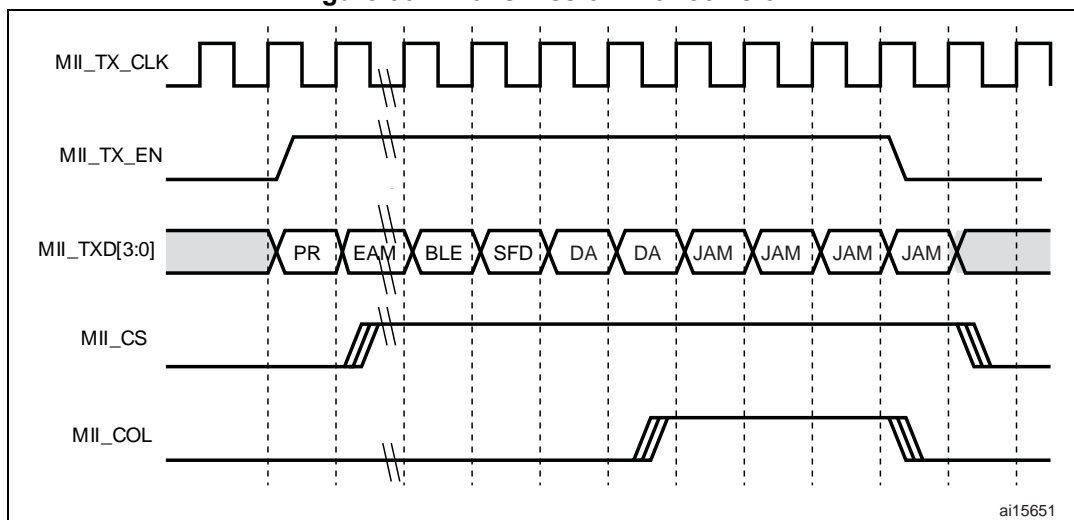 MII_TX_CLK
MII_TX_EN
MII_TXD[3:0] PR EAM BLE SFD DA DA JAM JAM JAM JAM
MII_CS
MII_COL
ai15651